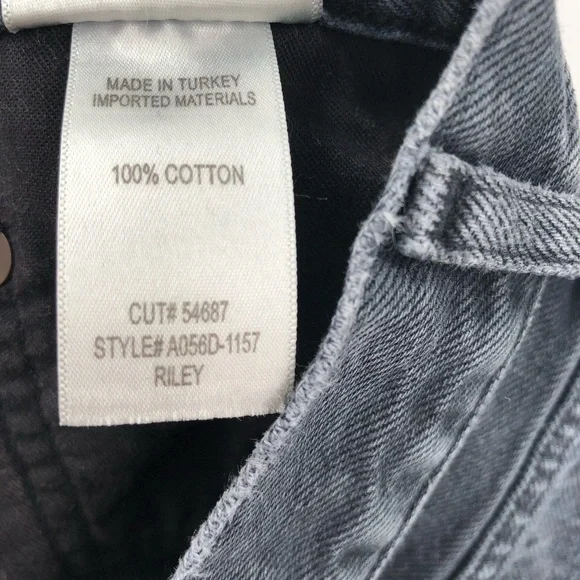 MADE IN TURKEY
IMPORTED MATERIALS
100% COTTON
CUT# 54687
STYLE# A056D-1157
RILEY